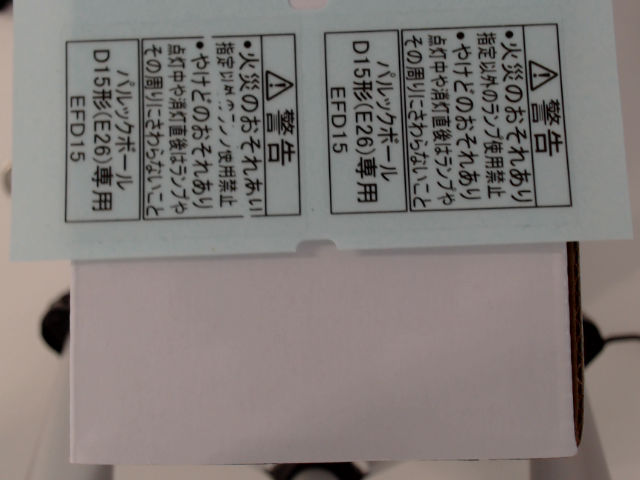 ⚠警告
●火災のおそれあり
指定以外のランプ使用禁止
●やけどのおそれあり
点灯中や消灯直後はランプや
その周りにさわらないこと
パルックボール
D15形(E26)専用
EFD15
⚠警告
●火災のおそれあり
指定以外のランプ使用禁止
●やけどのおそれあり
点灯中や消灯直後はランプや
その周りにさわらないこと
パルックボール
D15形(E26)専用
EFD15